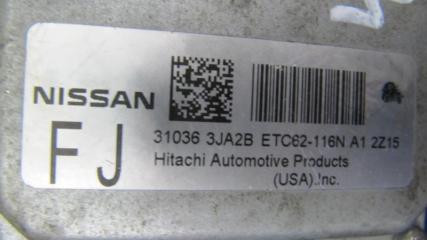 NISSAN
FJ
31036 3JA2B ETC62-116N A1 2Z15
Hitachi Automotive Products
(USA).Inc.